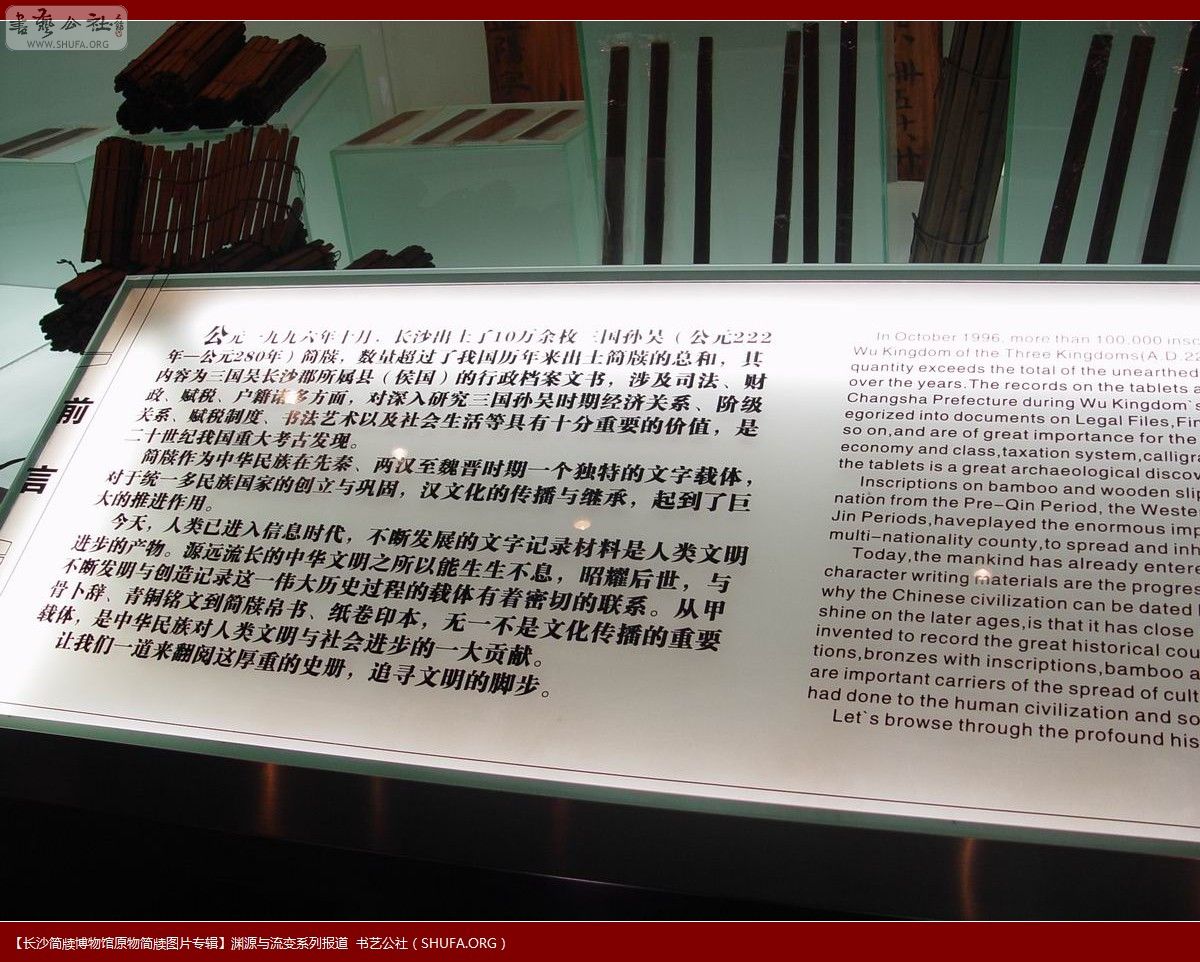 書艺公社
WWW.SHUFA.ORG
前言
公元一九九六年十月，长沙出土了10万余枚三国孙吴（公元222
年—公元280年）简牍，数量超过了我国历年来出土简牍的总和，其
内容为三国吴长沙郡所属县（侯国）的行政档案文书，涉及司法、财
政、赋税、户籍诸多方面，对深入研究三国孙吴时期经济关系、阶级
关系、赋税制度、书法艺术以及社会生活等具有十分重要的价值，是
二十世纪我国重大考古发现。
简牍作为中华民族在先秦、两汉至魏晋时期一个独特的文字载体，
对于统一多民族国家的创立与巩固，汉文化的传播与继承，起到了巨
大的推进作用。
今天，人类已进入信息时代，不断发展的文字记录材料是人类文明
进步的产物。源远流长的中华文明之所以能生生不息，昭耀后世，与
不断发明与创造记录这一伟大历史过程的载体有着密切的联系。从甲
骨卜辞、青铜铭文到简牍帛书、纸卷印本，无一不是文化传播的重要
载体，是中华民族对人类文明与社会进步的一大贡献。
让我们一道来翻阅这厚重的史册，追寻文明的脚步。
In October 1996, more than 100,000 insc
Wu Kingdom of the Three Kingdoms(A.D.22
quantity exceeds the total of the unearthed
over the years.The records on the tablets a
Changsha Prefecture during Wu Kingdom`s
egorized into documents on Legal Files,Fin
so on,and are of great importance for the
economy and class,taxation system,calligra
the tablets is a great archaeological discov
Inscriptions on bamboo and wooden slip
nation from the Pre-Qin Period, the Weste
Jin Periods,haveplayed the enormous imp
multi-nationality county,to spread and inh
Today,the mankind has already entere
character writing materials are the progres
why the Chinese civilization can be dated
shine on the later ages,is that it has close
invented to record the great historical cou
tions,bronzes with inscriptions,bamboo a
are important carriers of the spread of cult
had done to the human civilization and so
Let`s browse through the profound his
【长沙简牍博物馆原物简牍图片专辑】渊源与流变系列报道 书艺公社（SHUFA.ORG）